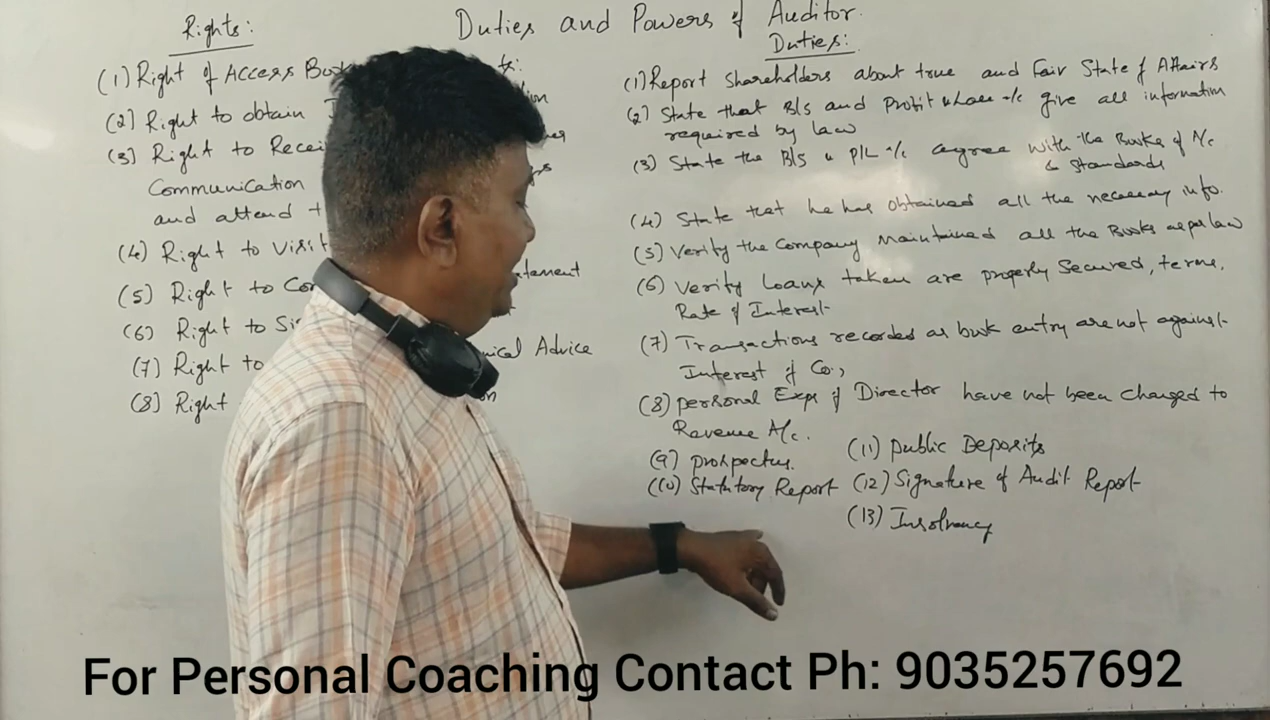 Duties and Powers of Auditor.
Rights:
(1) Right of Access Book
ts:
(2) Right to obtain
tion
(3) Right to Recei
Communication
and attend t
(4) Right to Visit
(5) Right to Co
tatement
(6) Right to Si
(7) Right to
nical Advice
(8) Right
on
Duties:
(1) Report Shareholders about true and Fair State of Affairs
(2) State that B/S and Profit & Loss A/c give all information
required by law
(3) State the B/S & P/L A/c agree with the Books of A/c
& Standards
(4) State that he has obtained all the necessary info.
(5) Verify the Company Maintained all the Books as per law
(6) Verify Loans taken are properly Secured, terms,
Rate of Interest
(7) Transactions recorded as book entry are not against
Interest of Co.,
(8) personal Exps of Director have not been charged to
Revenue A/c.
(9) prospectus.
(10) Statutory Report
(11) public Deposits
(12) Signature of Audit Report
(13) Insolvency
For Personal Coaching Contact Ph: 9035257692